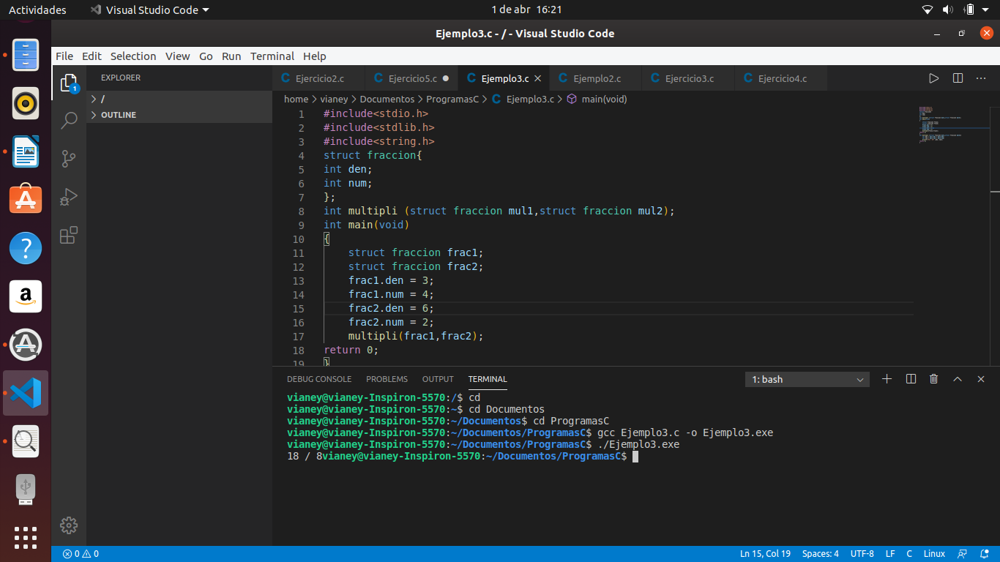 Actividades Visual Studio Code 1 de abr 16:21
Ejemplo3.c - / - Visual Studio Code
File Edit Selection View Go Run Terminal Help
EXPLORER
1
/
OUTLINE
Ejercicio2.c Ejercicio5.c Ejemplo3.c Ejemplo2.c Ejercicio3.c Ejercicio4.c
home > vianey > Documentos > ProgramasC > Ejemplo3.c > main(void)
1 #include<stdio.h>
2 #include<stdlib.h>
3 #include<string.h>
4 struct fraccion{
5 int den;
6 int num;
7 };
8 int multipli (struct fraccion mul1,struct fraccion mul2);
9 int main(void)
10 {
11 struct fraccion frac1;
12 struct fraccion frac2;
13 frac1.den = 3;
14 frac1.num = 4;
15 frac2.den = 6;
16 frac2.num = 2;
17 multipli(frac1,frac2);
18 return 0;
19 }
DEBUG CONSOLE PROBLEMS OUTPUT TERMINAL 1: bash
vianey@vianey-Inspiron-5570:/$ cd
vianey@vianey-Inspiron-5570:~$ cd Documentos
vianey@vianey-Inspiron-5570:~/Documentos$ cd ProgramasC
vianey@vianey-Inspiron-5570:~/Documentos/ProgramasC$ gcc Ejemplo3.c -o Ejemplo3.exe
vianey@vianey-Inspiron-5570:~/Documentos/ProgramasC$ ./Ejemplo3.exe
18 / 8vianey@vianey-Inspiron-5570:~/Documentos/ProgramasC$
0 0 Ln 15, Col 19 Spaces: 4 UTF-8 LF C Linux